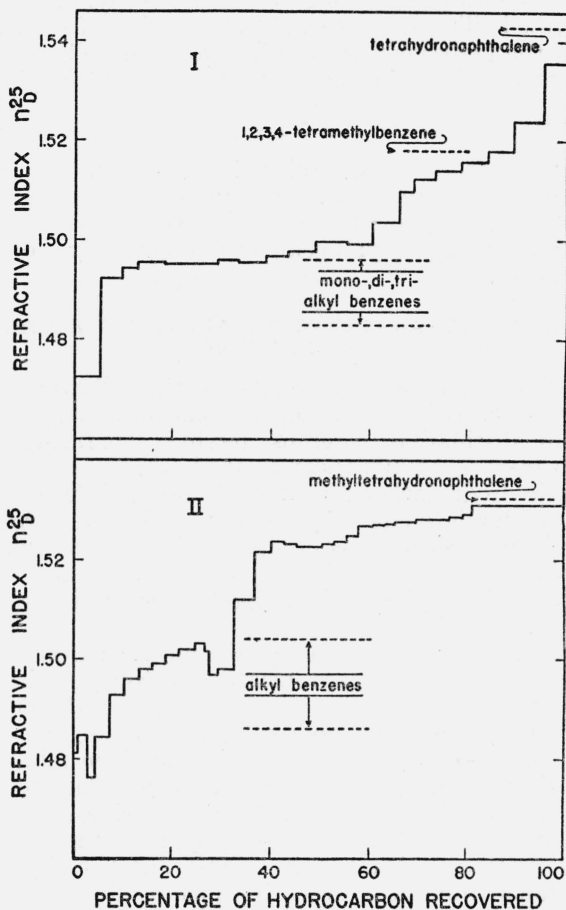 1.54
1.52
1.50
1.48
REFRACTIVE INDEX n25D
I
tetrahydronaphthalene
1,2,3,4-tetramethylbenzene
mono-,di-,tri-
alkyl benzenes
1.52
1.50
1.48
REFRACTIVE INDEX n25D
II
methyltetrahydronaphthalene
alkyl benzenes
0 20 40 60 80 100
PERCENTAGE OF HYDROCARBON RECOVERED